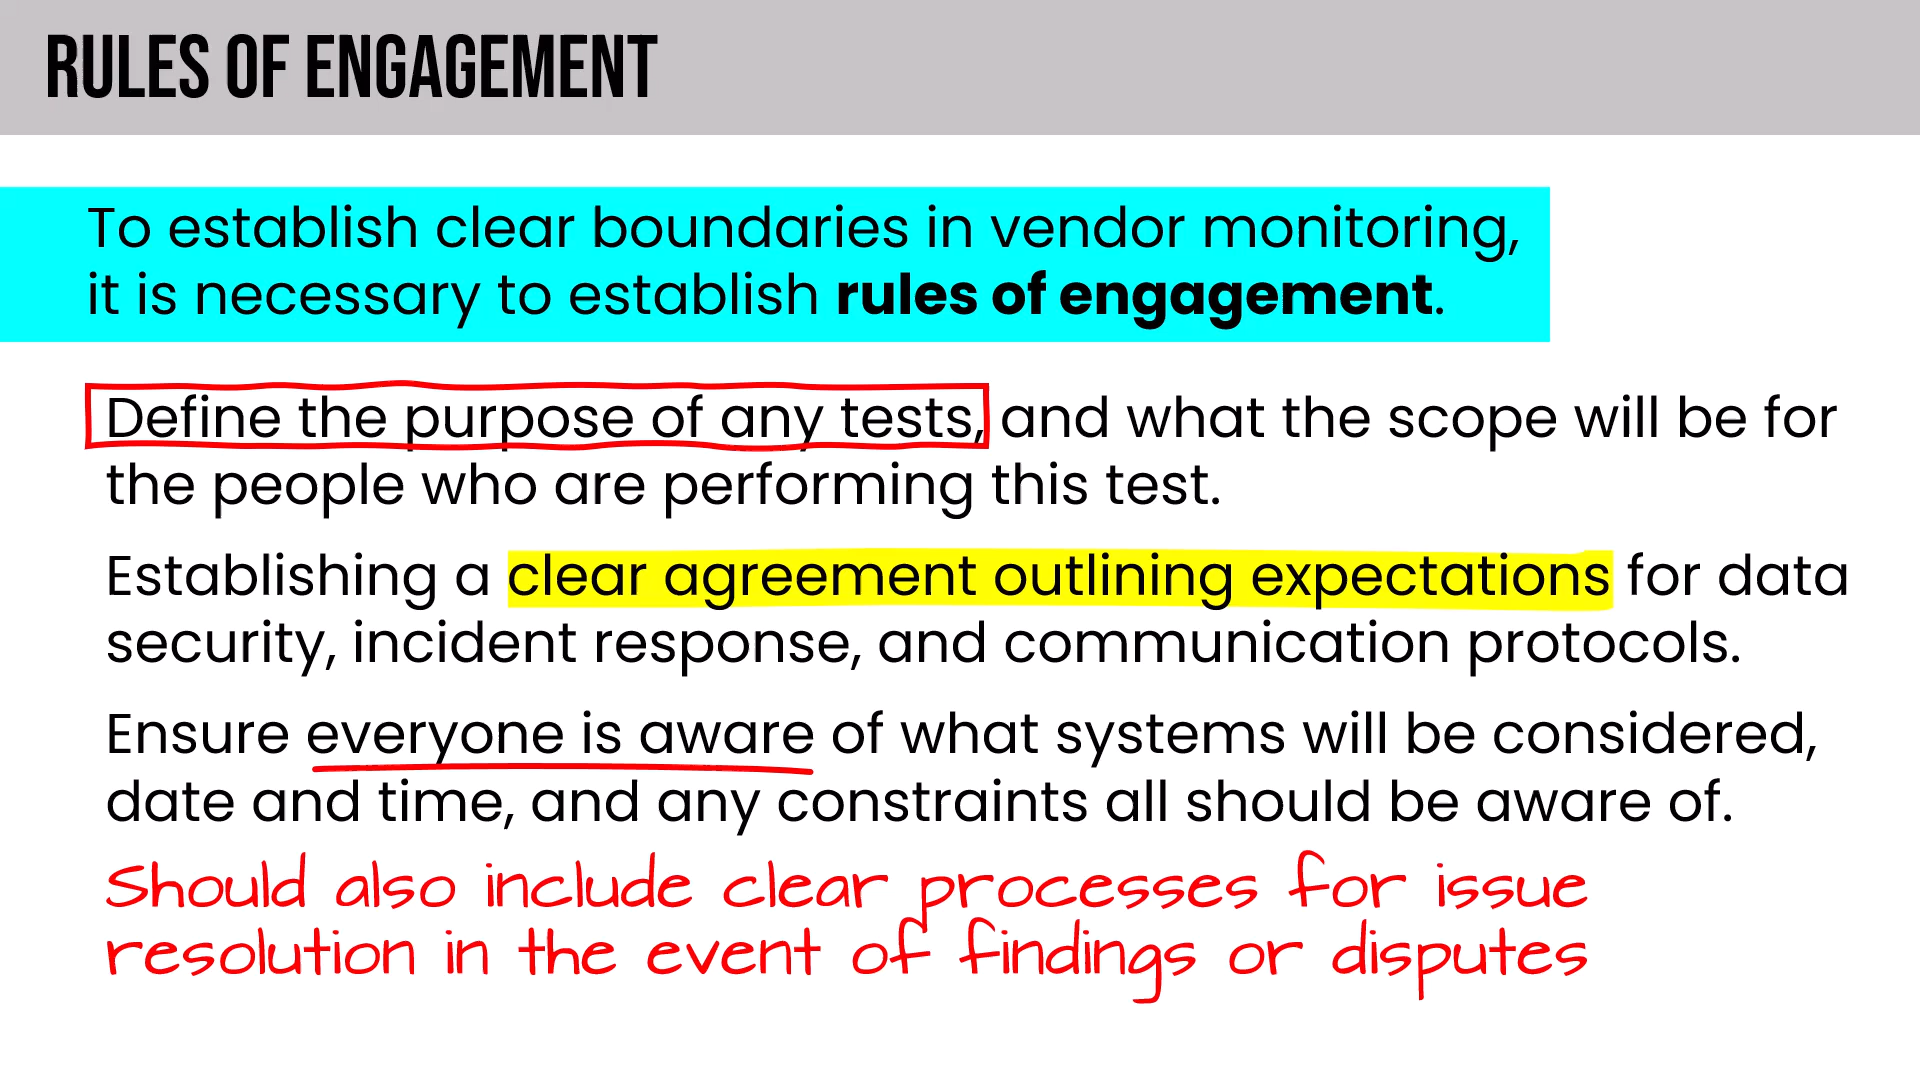 RULES OF ENGAGEMENT
To establish clear boundaries in vendor monitoring,
it is necessary to establish rules of engagement.
Define the purpose of any tests, and what the scope will be for
the people who are performing this test.
Establishing a clear agreement outlining expectations for data
security, incident response, and communication protocols.
Ensure everyone is aware of what systems will be considered,
date and time, and any constraints all should be aware of.
Should also include clear processes for issue
resolution in the event of findings or disputes